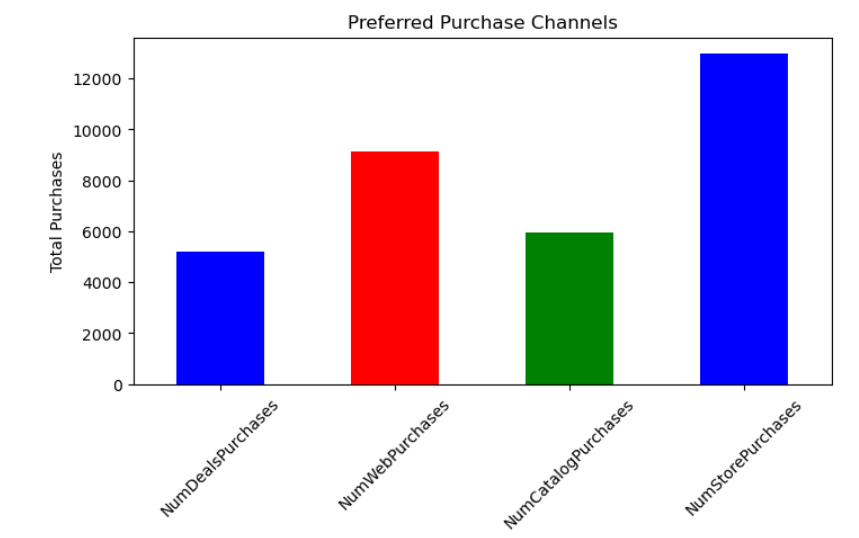 Preferred Purchase Channels
Total Purchases
12000
10000
8000
6000
4000
2000
0
NumDealsPurchases
NumWebPurchases
NumCatalogPurchases
NumStorePurchases